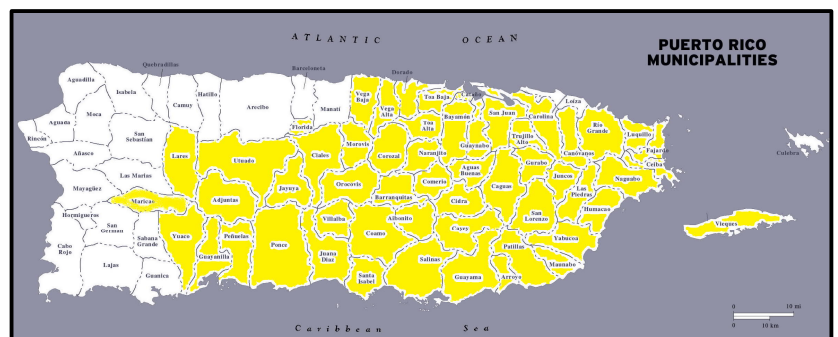 ATLANTIC OCEAN
PUERTO RICO
MUNICIPALITIES
Quebradillas
Barceloneta
Dorado
Aguadilla
Isabela
Camuy
Hatillo
Arecibo
Manatí
Vega
Baja
Vega
Alta
Toa Baja
Cataño
San Juan
Carolina
Loíza
Aguada
Moca
San
Sebastián
Rincón
Añasco
Lares
Utuado
Florida
Ciales
Morovis
Corozal
Toa
Alta
Naranjito
Bayamón
Guaynabo
Trujillo
Alto
Canóvanas
Río
Grande
Luquillo
Fajardo
Ceiba
Culebra
Las Marías
Mayagüez
Maricao
Adjuntas
Jayuya
Orocovis
Barranquitas
Comerío
Aguas
Buenas
Cidra
Caguas
Gurabo
Juncos
Las
Piedras
Naguabo
Humacao
Vieques
Hormigueros
San
German
Sabana
Grande
Cabo
Rojo
Lajas
Guanica
Yuaco
Guayanilla
Peñuelas
Ponce
Villalba
Juana
Diaz
Coamo
Aibonito
Santa
Isabel
Salinas
Cayey
Guayama
San
Lorenzo
Patillas
Arroyo
Yabucoa
Maunabo
Caribbean Sea
0 10 mi
0 10 km